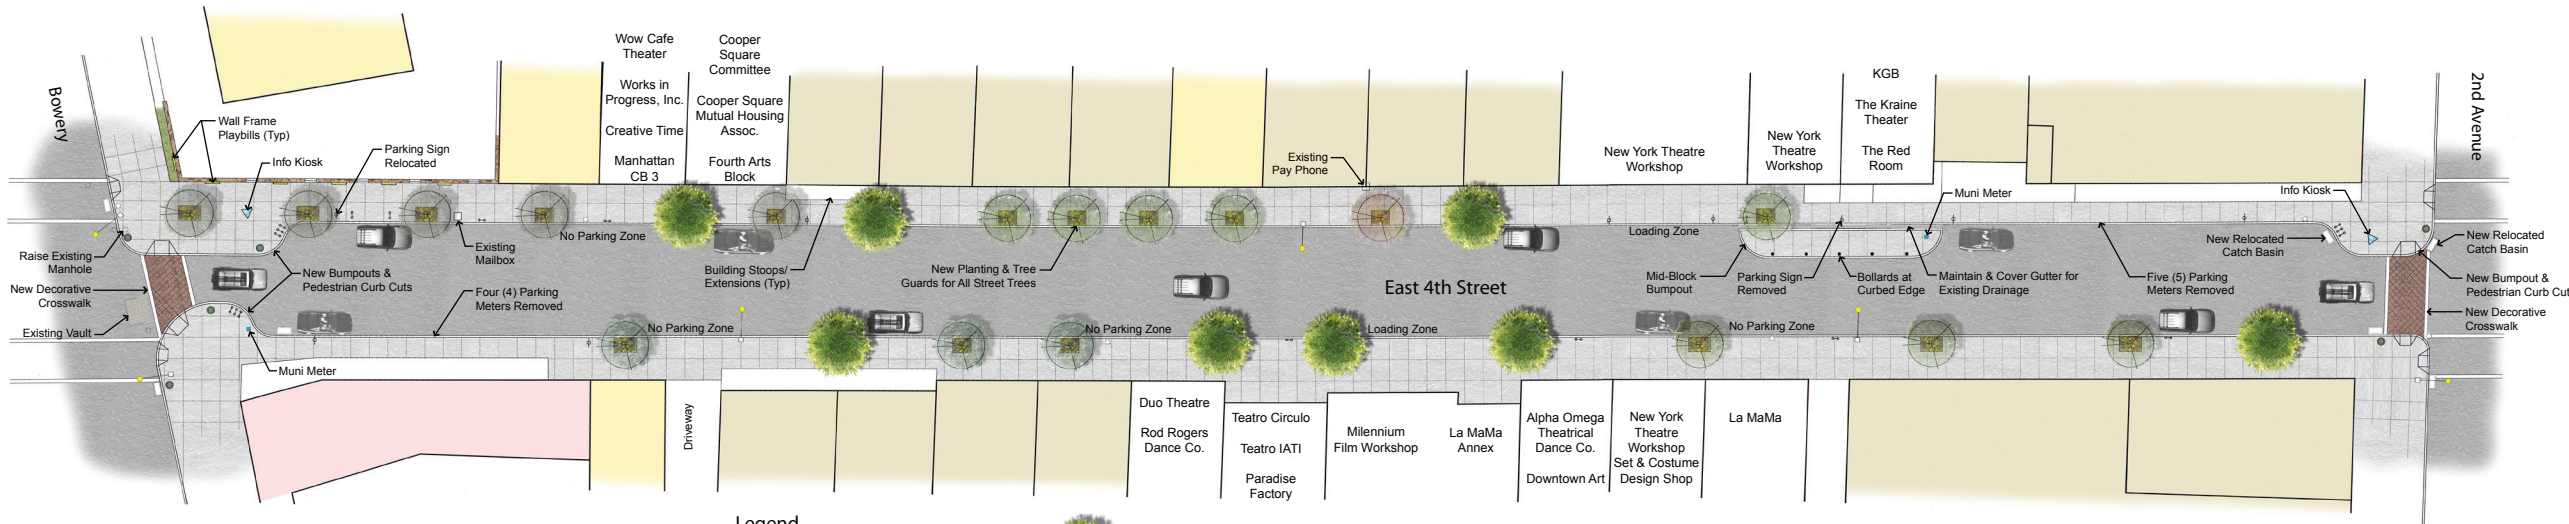 Bowery
Wall Frame
Playbills (Typ)
Info Kiosk
Parking Sign
Relocated
Raise Existing
Manhole
New Decorative
Crosswalk
Existing Vault
New Bumpouts &
Pedestrian Curb Cuts
Muni Meter
Existing
Mailbox
Four (4) Parking
Meters Removed
No Parking Zone
Wow Cafe
Theater
Works in
Progress, Inc.
Creative Time
Manhattan
CB 3
Cooper
Square
Committee
Cooper Square
Mutual Housing
Assoc.
Fourth Arts
Block
Building Stoops/
Extensions (Typ)
No Parking Zone
New Planting & Tree
Guards for All Street Trees
No Parking Zone
Existing
Pay Phone
East 4th Street
Loading Zone
New York Theatre
Workshop
Loading Zone
New York
Theatre
Workshop
KGB
The Kraine
Theater
The Red
Room
Muni Meter
Mid-Block
Bumpout
Parking Sign
Removed
Bollards at
Curbed Edge
Maintain & Cover Gutter for
Existing Drainage
No Parking Zone
Five (5) Parking
Meters Removed
Info Kiosk
New Relocated
Catch Basin
2nd Avenue
New Relocated
Catch Basin
New Bumpout &
Pedestrian Curb Cut
New Decorative
Crosswalk
Driveway
Duo Theatre
Rod Rogers
Dance Co.
Teatro Circulo
Teatro IATI
Paradise
Factory
Milennium
Film Workshop
La MaMa
Annex
Alpha Omega
Theatrical
Dance Co.
Downtown Art
New York
Theatre
Workshop
Set & Costume
Design Shop
La MaMa
Legend